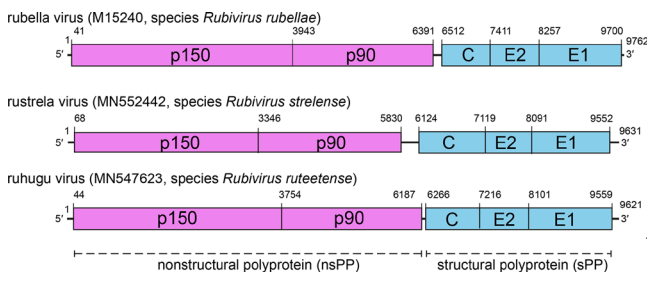 rubella virus (M15240, species Rubivirus rubellae)
1 41 3943 6391 6512 7411 8257 9700 9762
5′ p150 p90 C E2 E1 3′
rustrela virus (MN552442, species Rubivirus strelense)
1 68 3346 5830 6124 7119 8091 9552 9631
5′ p150 p90 C E2 E1 3′
ruhugu virus (MN547623, species Rubivirus ruteetense)
1 44 3754 6187 6266 7216 8101 9559 9621
5′ p150 p90 C E2 E1 3′
nonstructural polyprotein (nsPP) structural polyprotein (sPP)